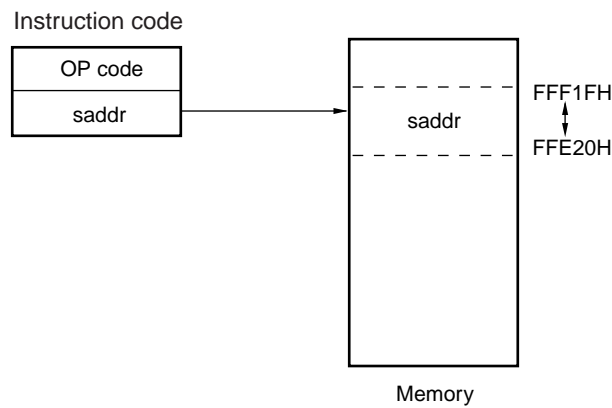 Instruction code
OP code
saddr
saddr
FFF1FH
FFE20H
Memory